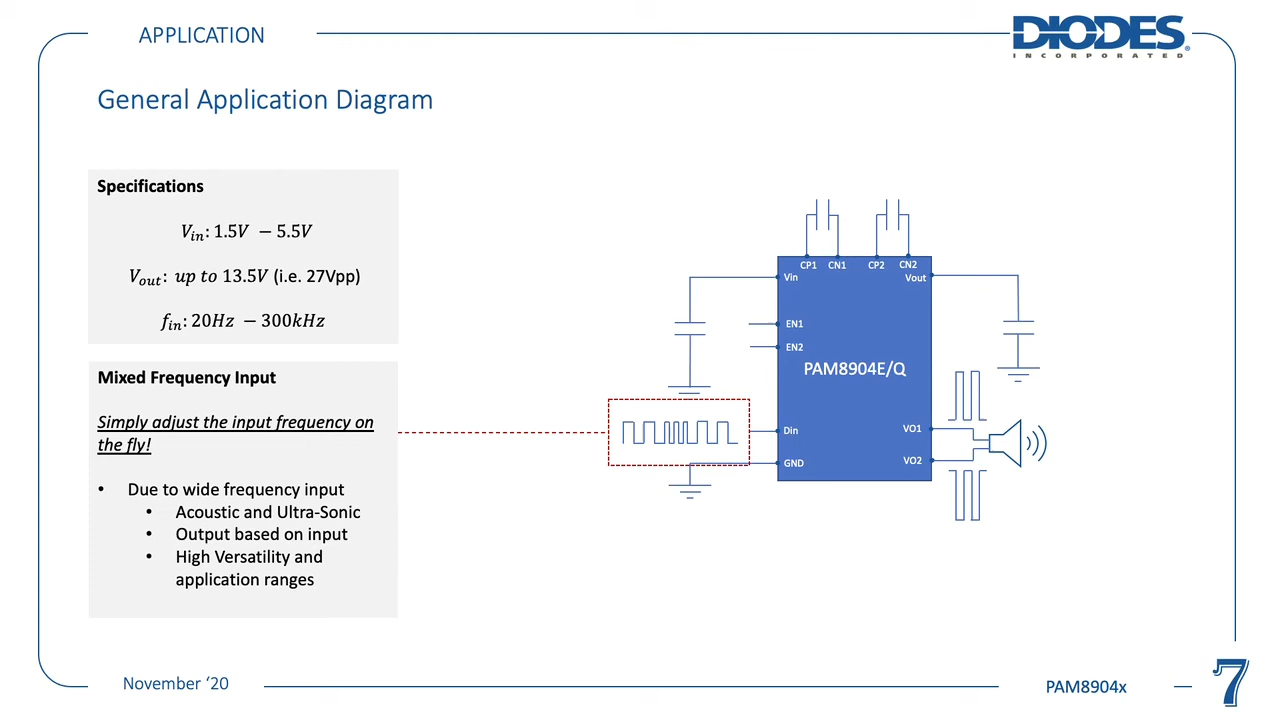 APPLICATION
DIODES
INCORPORATED
®
General Application Diagram
Specifications
V_in: 1.5V − 5.5V
V_out: up to 13.5V (i.e. 27Vpp)
f_in: 20Hz − 300kHz
Mixed Frequency Input
Simply adjust the input frequency on
the fly!
• Due to wide frequency input
• Acoustic and Ultra-Sonic
• Output based on input
• High Versatility and
application ranges
CP1 CN1 CP2 CN2
Vin Vout
EN1
EN2
PAM8904E/Q
Din VO1
GND VO2
November ‘20
PAM8904x
7